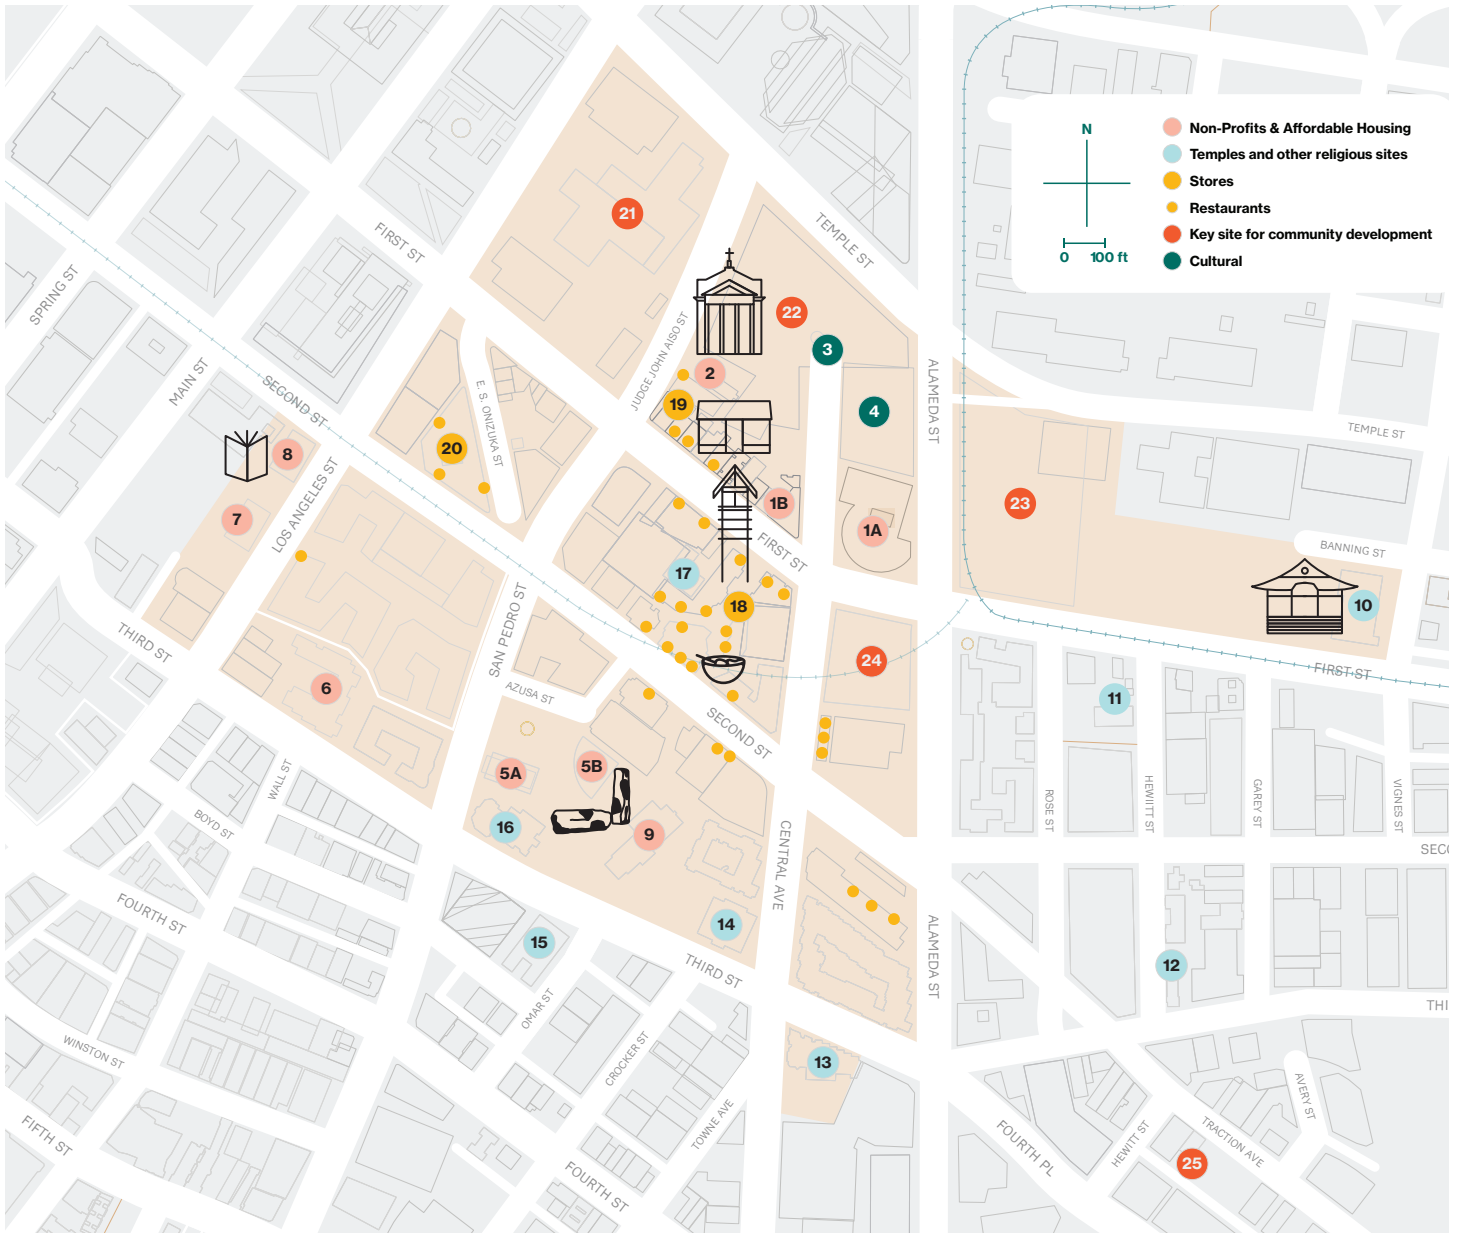 N
0 100 ft
Non-Profits & Affordable Housing
Temples and other religious sites
Stores
Restaurants
Key site for community development
Cultural
FIRST ST
TEMPLE ST
SPRING ST
MAIN ST
SECOND ST
LOS ANGELES ST
E. S. ONIZUKA ST
JUDGE JOHN AISO ST
ALAMEDA ST
TEMPLE ST
BANNING ST
FIRST ST
FIRST ST
THIRD ST
SAN PEDRO ST
AZUSA ST
SECOND ST
CENTRAL AVE
WALL ST
BOYD ST
FOURTH ST
WINSTON ST
FIFTH ST
THIRD ST
OMAR ST
CROCKER ST
TOWNE AVE
FOURTH ST
ALAMEDA ST
ROSE ST
HEWIITT ST
GAREY ST
VIGNES ST
SECO
THI
FOURTH PL
HEWITT ST
TRACTION AVE
AVERY ST
21
22
3
2
19
4
20
8
7
1B
1A
23
17
18
10
24
6
11
5A
5B
16
9
14
15
12
13
25